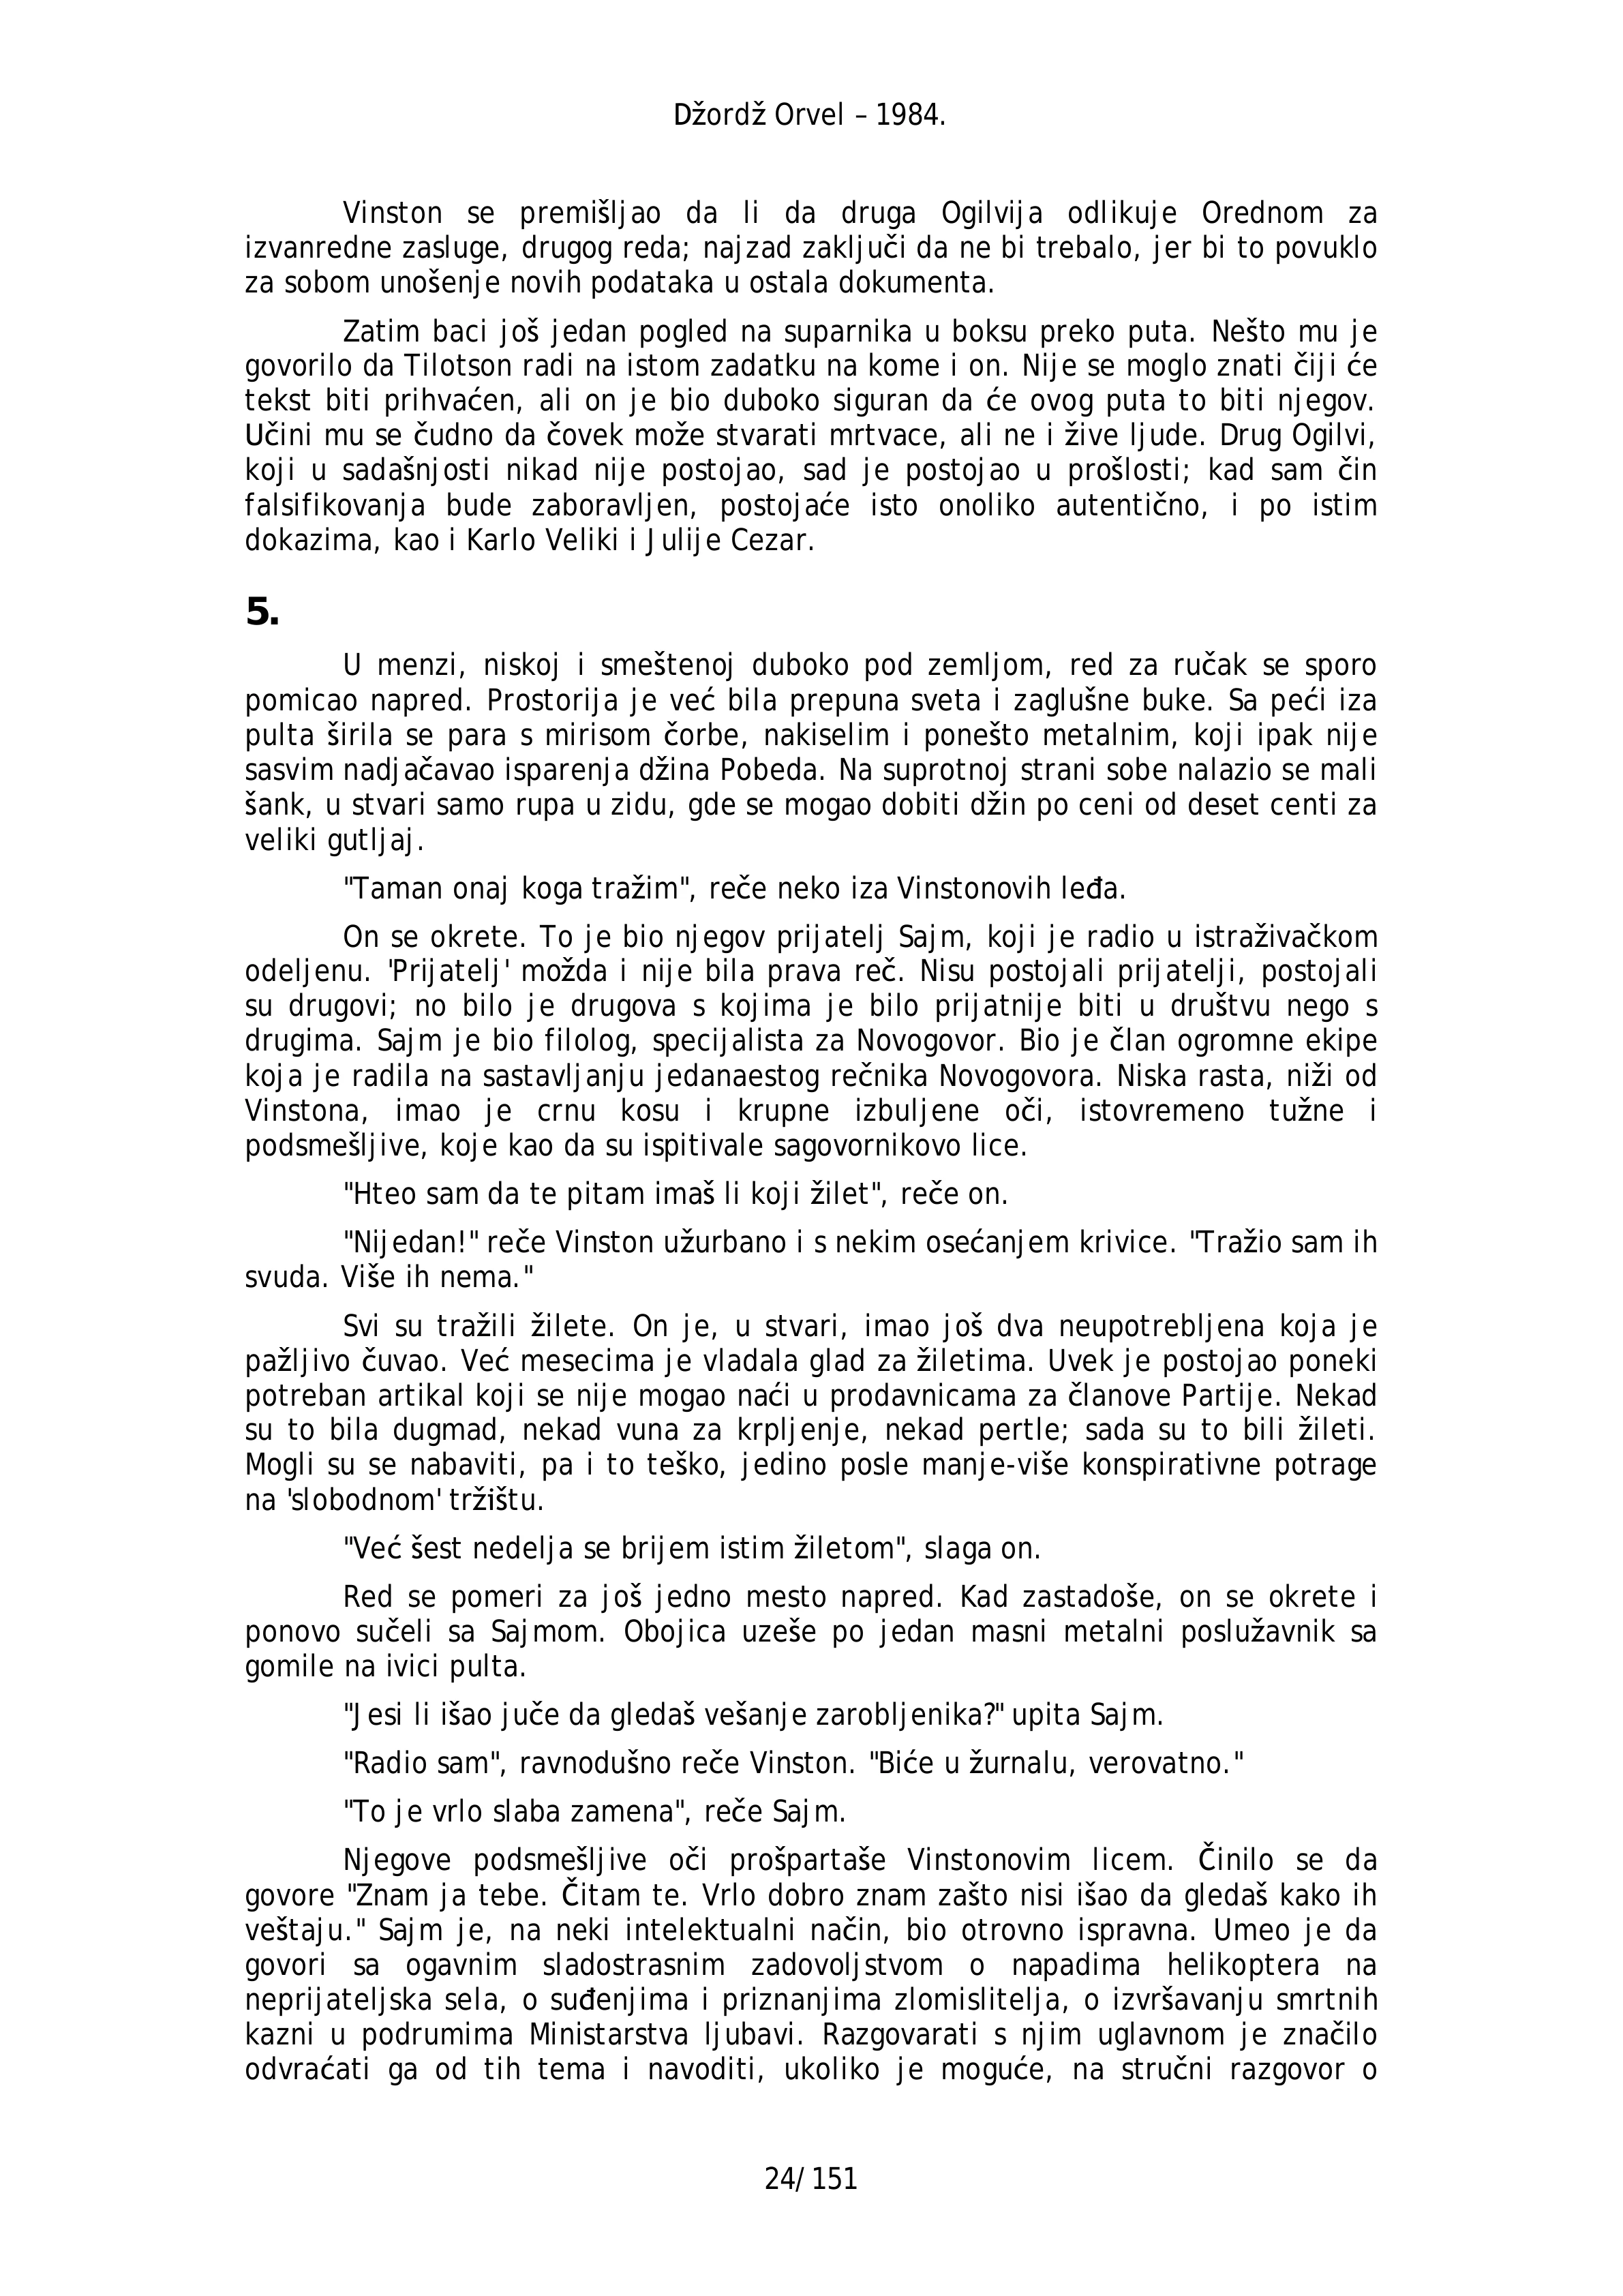 Džordž Orvel – 1984.
Vinston se premišljao da li da druga Ogilvija odlikuje Orednom za
izvanredne zasluge, drugog reda; najzad zaključi da ne bi trebalo, jer bi to povuklo
za sobom unošenje novih podataka u ostala dokumenta.
Zatim baci još jedan pogled na suparnika u boksu preko puta. Nešto mu je
govorilo da Tilotson radi na istom zadatku na kome i on. Nije se moglo znati čiji će
tekst biti prihvaćen, ali on je bio duboko siguran da će ovog puta to biti njegov.
Učini mu se čudno da čovek može stvarati mrtvace, ali ne i žive ljude. Drug Ogilvi,
koji u sadašnjosti nikad nije postojao, sad je postojao u prošlosti; kad sam čin
falsifikovanja bude zaboravljen, postojaće isto onoliko autentično, i po istim
dokazima, kao i Karlo Veliki i Julije Cezar.
5.
U menzi, niskoj i smeštenoj duboko pod zemljom, red za ručak se sporo
pomicao napred. Prostorija je već bila prepuna sveta i zaglušne buke. Sa peći iza
pulta širila se para s mirisom čorbe, nakiselim i ponešto metalnim, koji ipak nije
sasvim nadjačavao isparenja džina Pobeda. Na suprotnoj strani sobe nalazio se mali
šank, u stvari samo rupa u zidu, gde se mogao dobiti džin po ceni od deset centi za
veliki gutljaj.
"Taman onaj koga tražim", reče neko iza Vinstonovih leđa.
On se okrete. To je bio njegov prijatelj Sajm, koji je radio u istraživačkom
odeljenu. 'Prijatelj' možda i nije bila prava reč. Nisu postojali prijatelji, postojali
su drugovi; no bilo je drugova s kojima je bilo prijatnije biti u društvu nego s
drugima. Sajm je bio filolog, specijalista za Novogovor. Bio je član ogromne ekipe
koja je radila na sastavljanju jedanaestog rečnika Novogovora. Niska rasta, niži od
Vinstona, imao je crnu kosu i krupne izbuljene oči, istovremeno tužne i
podsmešljive, koje kao da su ispitivale sagovornikovo lice.
"Hteo sam da te pitam imaš li koji žilet", reče on.
"Nijedan!" reče Vinston užurbano i s nekim osećanjem krivice. "Tražio sam ih
svuda. Više ih nema."
Svi su tražili žilete. On je, u stvari, imao još dva neupotrebljena koja je
pažljivo čuvao. Već mesecima je vladala glad za žiletima. Uvek je postojao poneki
potreban artikal koji se nije mogao naći u prodavnicama za članove Partije. Nekad
su to bila dugmad, nekad vuna za krpljenje, nekad pertle; sada su to bili žileti.
Mogli su se nabaviti, pa i to teško, jedino posle manje-više konspirativne potrage
na 'slobodnom' tržištu.
"Već šest nedelja se brijem istim žiletom", slaga on.
Red se pomeri za još jedno mesto napred. Kad zastadoše, on se okrete i
ponovo sučeli sa Sajmom. Obojica uzeše po jedan masni metalni poslužavnik sa
gomile na ivici pulta.
"Jesi li išao juče da gledaš vešanje zarobljenika?" upita Sajm.
"Radio sam", ravnodušno reče Vinston. "Biće u žurnalu, verovatno."
"To je vrlo slaba zamena", reče Sajm.
Njegove podsmešljive oči prošpartaše Vinstonovim licem. Činilo se da
govore "Znam ja tebe. Čitam te. Vrlo dobro znam zašto nisi išao da gledaš kako ih
veštaju." Sajm je, na neki intelektualni način, bio otrovno ispravna. Umeo je da
govori sa ogavnim sladostrasnim zadovoljstvom o napadima helikoptera na
neprijateljska sela, o suđenjima i priznanjima zlomislitelja, o izvršavanju smrtnih
kazni u podrumima Ministarstva ljubavi. Razgovarati s njim uglavnom je značilo
odvraćati ga od tih tema i navoditi, ukoliko je moguće, na stručni razgovor o
24/151